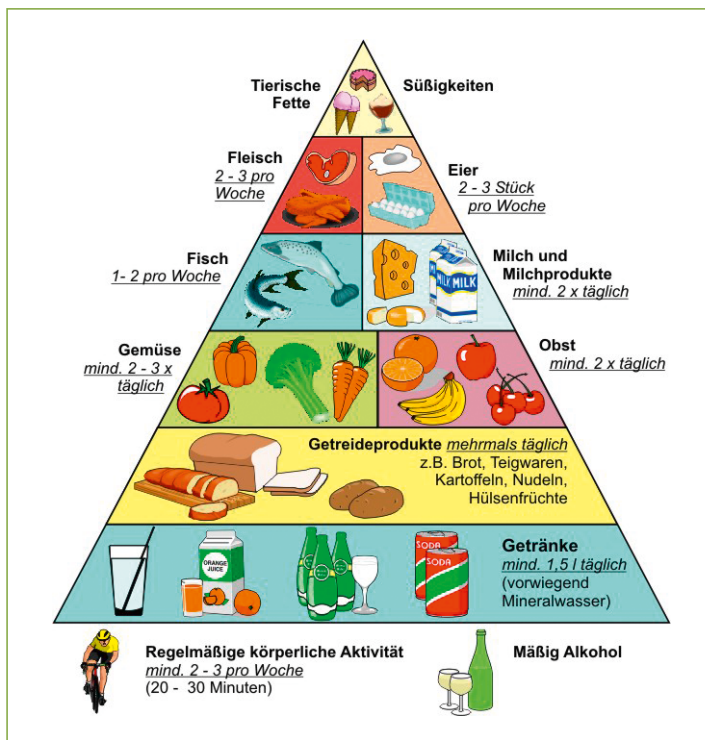 Tierische
Fette
Süßigkeiten
Fleisch
2 - 3 pro
Woche
Eier
2 - 3 Stück
pro Woche
Fisch
1- 2 pro Woche
Milch und
Milchprodukte
mind. 2 x täglich
MILK
MILK
Gemüse
mind. 2 - 3 x
täglich
Obst
mind. 2 x täglich
Getreideprodukte mehrmals täglich
z.B. Brot, Teigwaren,
Kartoffeln, Nudeln,
Hülsenfrüchte
ORANGE
JUICE
SODA
SODA
Getränke
mind. 1,5 l täglich
(vorwiegend
Mineralwasser)
Regelmäßige körperliche Aktivität
mind. 2 - 3 pro Woche
(20 - 30 Minuten)
Mäßig Alkohol